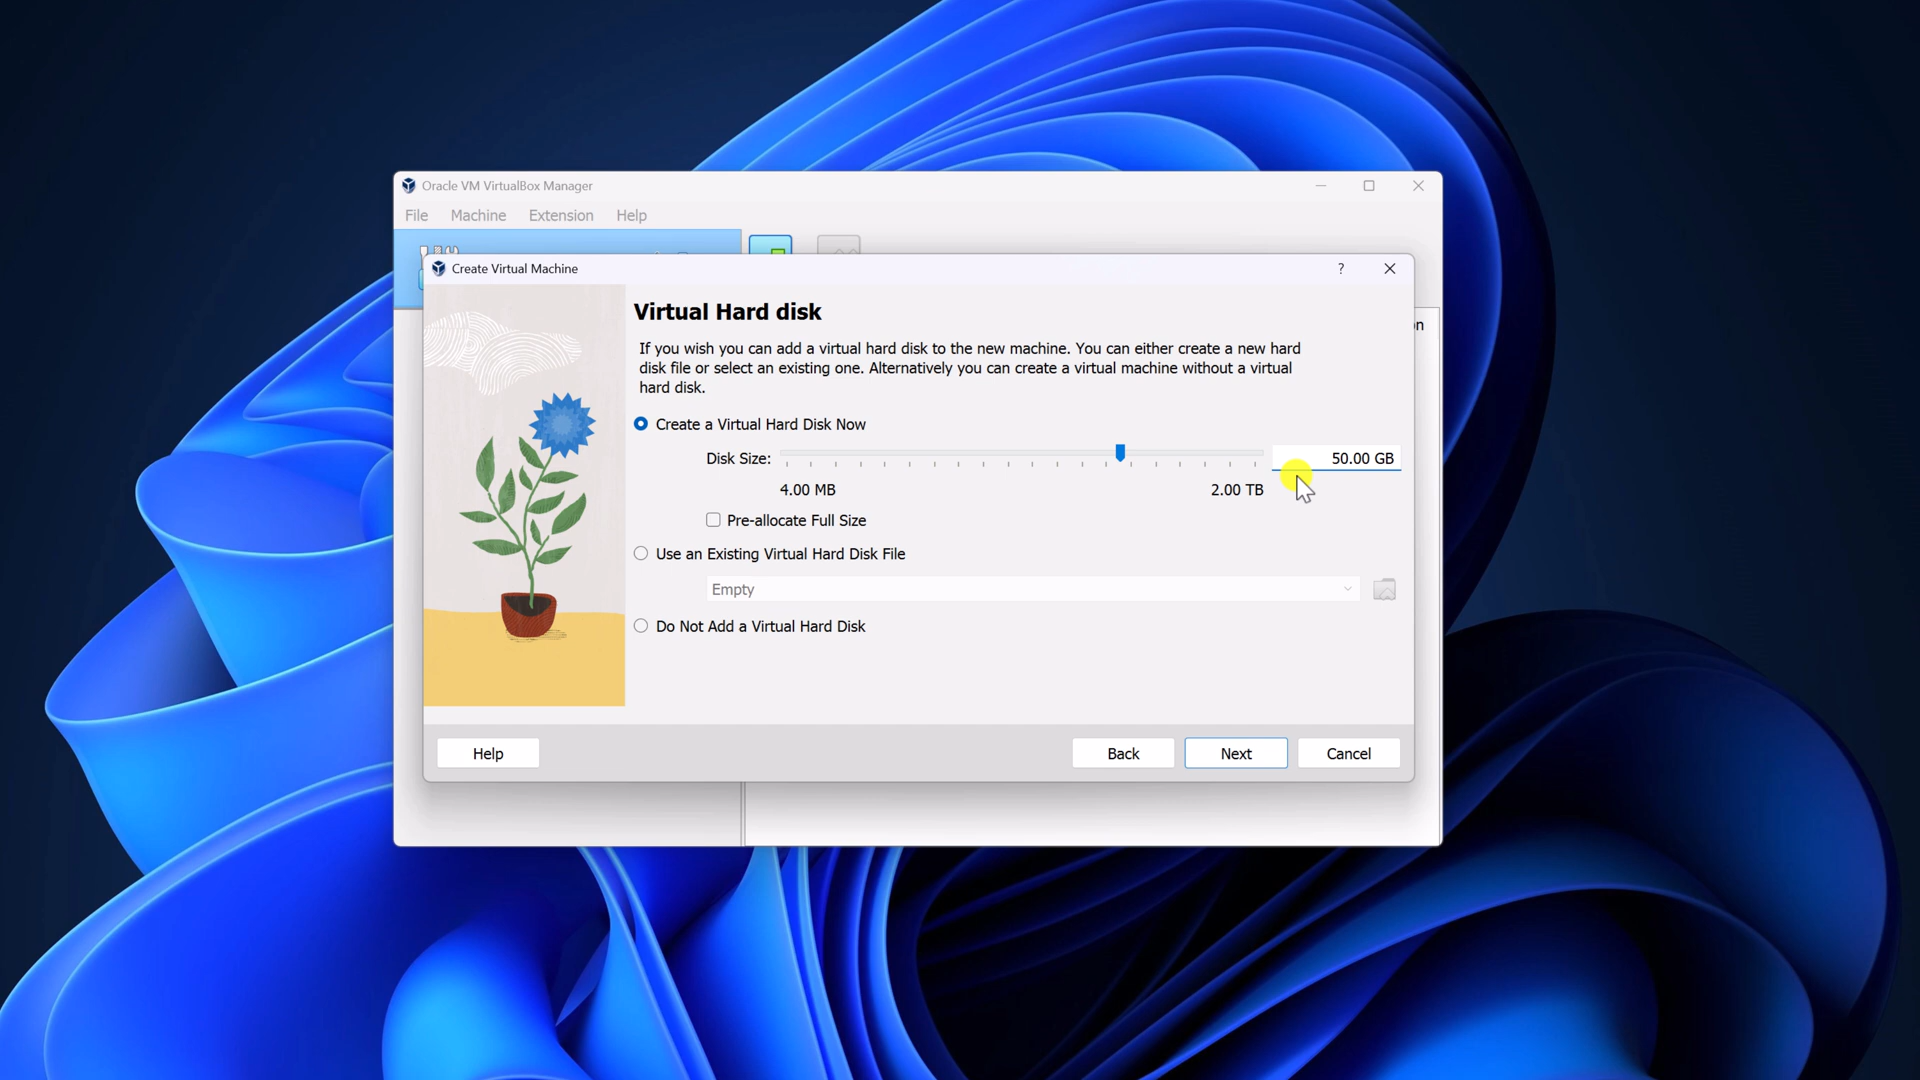 Oracle VM VirtualBox Manager
File Machine Extension Help
Create Virtual Machine
?
Virtual Hard disk
If you wish you can add a virtual hard disk to the new machine. You can either create a new hard
disk file or select an existing one. Alternatively you can create a virtual machine without a virtual
hard disk.
Create a Virtual Hard Disk Now
Disk Size: 50.00 GB
4.00 MB 2.00 TB
Pre-allocate Full Size
Use an Existing Virtual Hard Disk File
Empty
Do Not Add a Virtual Hard Disk
Help Back Next Cancel